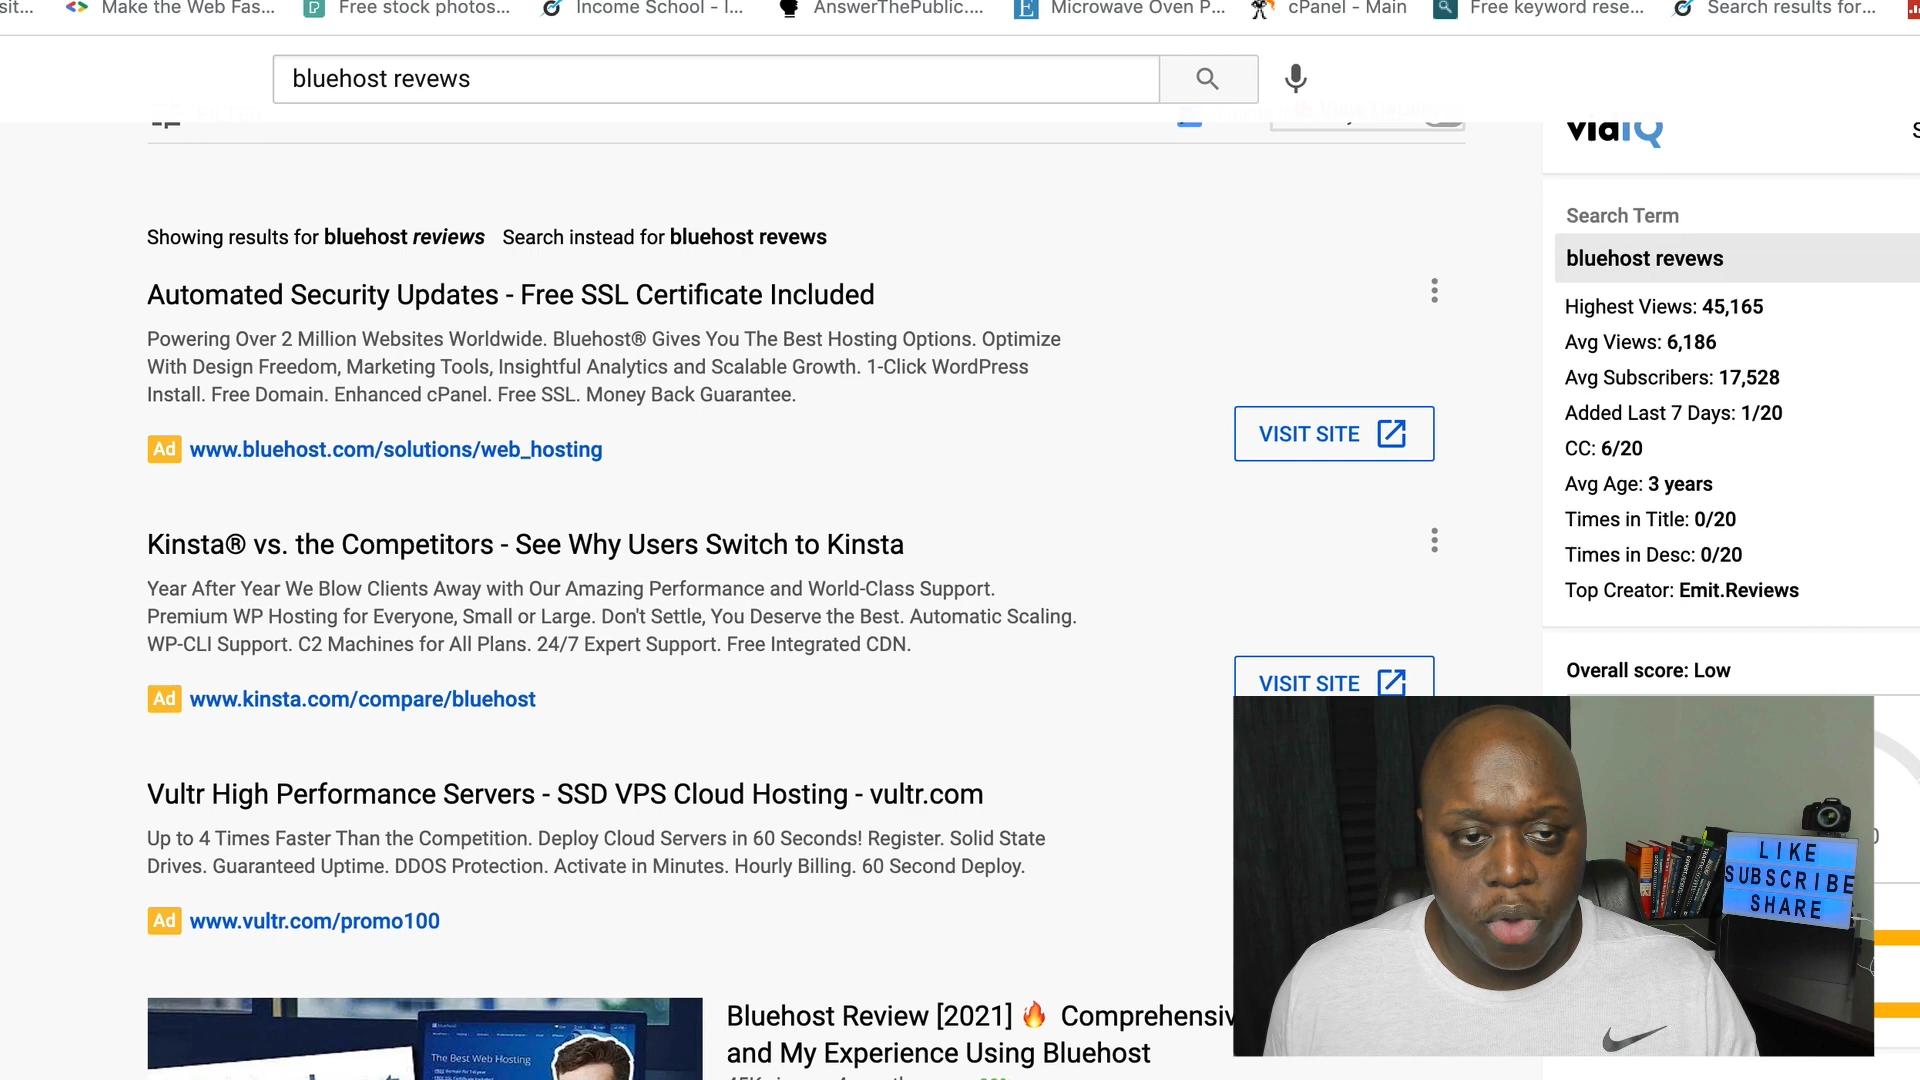 Make the Web Fas...
Free stock photos...
Income School - I...
AnswerThePublic....
Microwave Oven P...
cPanel - Main
Free keyword rese...
Search results for...
bluehost revews
vidIQ
Showing results for bluehost reviews Search instead for bluehost revews
Automated Security Updates - Free SSL Certificate Included
Powering Over 2 Million Websites Worldwide. Bluehost® Gives You The Best Hosting Options. Optimize
With Design Freedom, Marketing Tools, Insightful Analytics and Scalable Growth. 1-Click WordPress
Install. Free Domain. Enhanced cPanel. Free SSL. Money Back Guarantee.
Ad www.bluehost.com/solutions/web_hosting
VISIT SITE
Kinsta® vs. the Competitors - See Why Users Switch to Kinsta
Year After Year We Blow Clients Away with Our Amazing Performance and World-Class Support.
Premium WP Hosting for Everyone, Small or Large. Don't Settle, You Deserve the Best. Automatic Scaling.
WP-CLI Support. C2 Machines for All Plans. 24/7 Expert Support. Free Integrated CDN.
Ad www.kinsta.com/compare/bluehost
VISIT SITE
Vultr High Performance Servers - SSD VPS Cloud Hosting - vultr.com
Up to 4 Times Faster Than the Competition. Deploy Cloud Servers in 60 Seconds! Register. Solid State
Drives. Guaranteed Uptime. DDOS Protection. Activate in Minutes. Hourly Billing. 60 Second Deploy.
Ad www.vultr.com/promo100
bluehost
The Best Web Hosting
Bluehost Review [2021] 🔥 Comprehensiv
and My Experience Using Bluehost
Search Term
bluehost revews
Highest Views: 45,165
Avg Views: 6,186
Avg Subscribers: 17,528
Added Last 7 Days: 1/20
CC: 6/20
Avg Age: 3 years
Times in Title: 0/20
Times in Desc: 0/20
Top Creator: Emit.Reviews
Overall score: Low
LIKE
SUBSCRIBE
SHARE